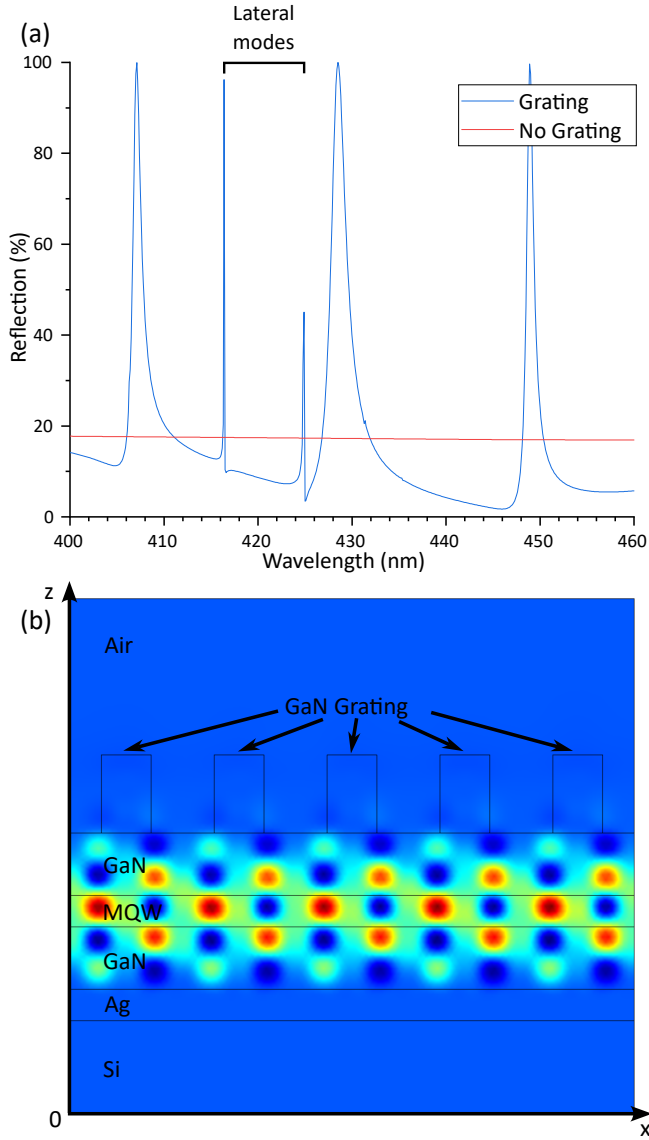 Lateral
modes
(a)
100
80
60
40
20
0
Reflection (%)
Grating
No Grating
400
410
420
430
440
450
460
Wavelength (nm)
z
(b)
Air
GaN Grating
GaN
MQW
GaN
Ag
Si
0
x